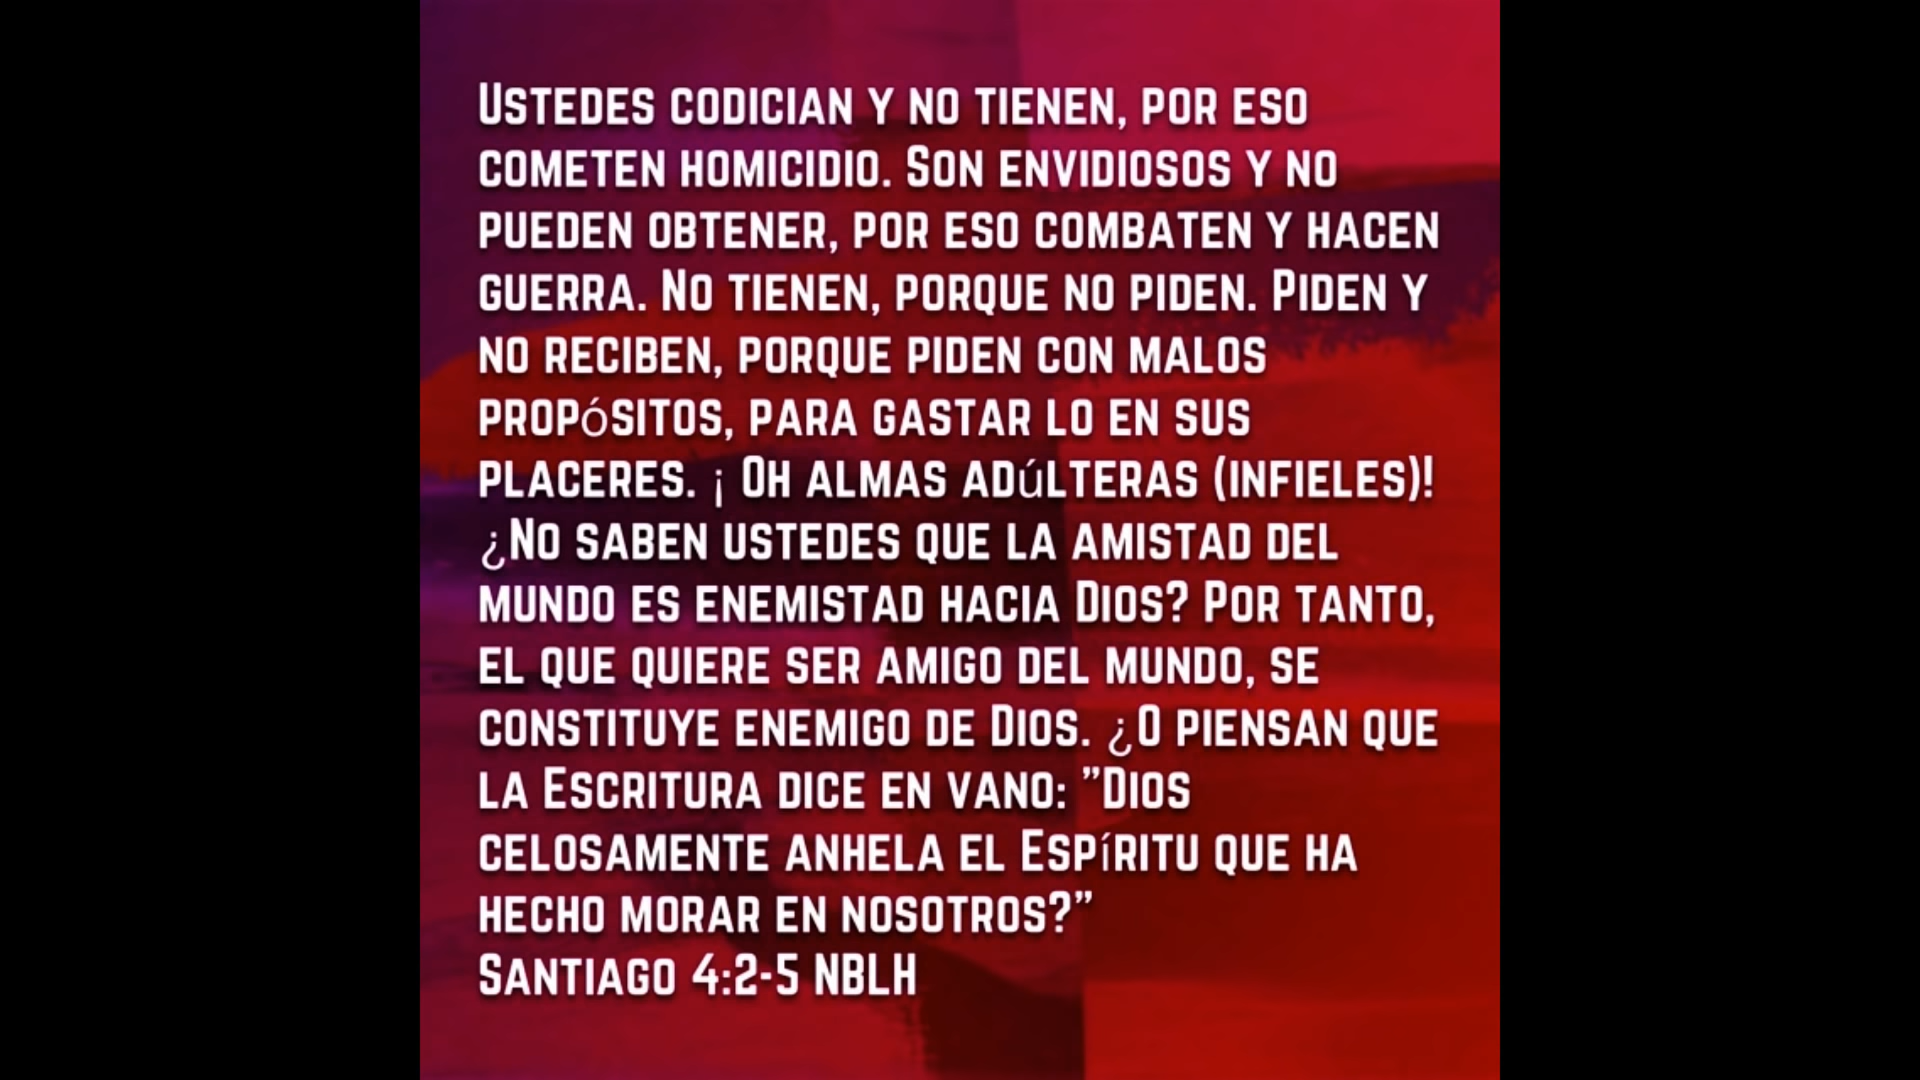 Ustedes codician y no tienen, por eso
cometen homicidio. Son envidiosos y no
pueden obtener, por eso combaten y hacen
guerra. No tienen, porque no piden. Piden y
no reciben, porque piden con malos
propósitos, para gastar lo en sus
placeres. ¡ Oh almas adúlteras (infieles)!
¿No saben ustedes que la amistad del
mundo es enemistad hacia Dios? Por tanto,
el que quiere ser amigo del mundo, se
constituye enemigo de Dios. ¿O piensan que
la Escritura dice en vano: ”Dios
celosamente anhela el Espíritu que ha
hecho morar en nosotros?”
Santiago 4:2-5 NBLH